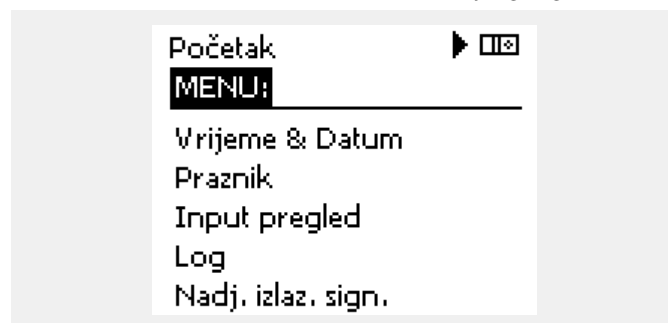 Početak
MENU:
Vrijeme & Datum
Praznik
Input pregled
Log
Nadj. izlaz. sign.